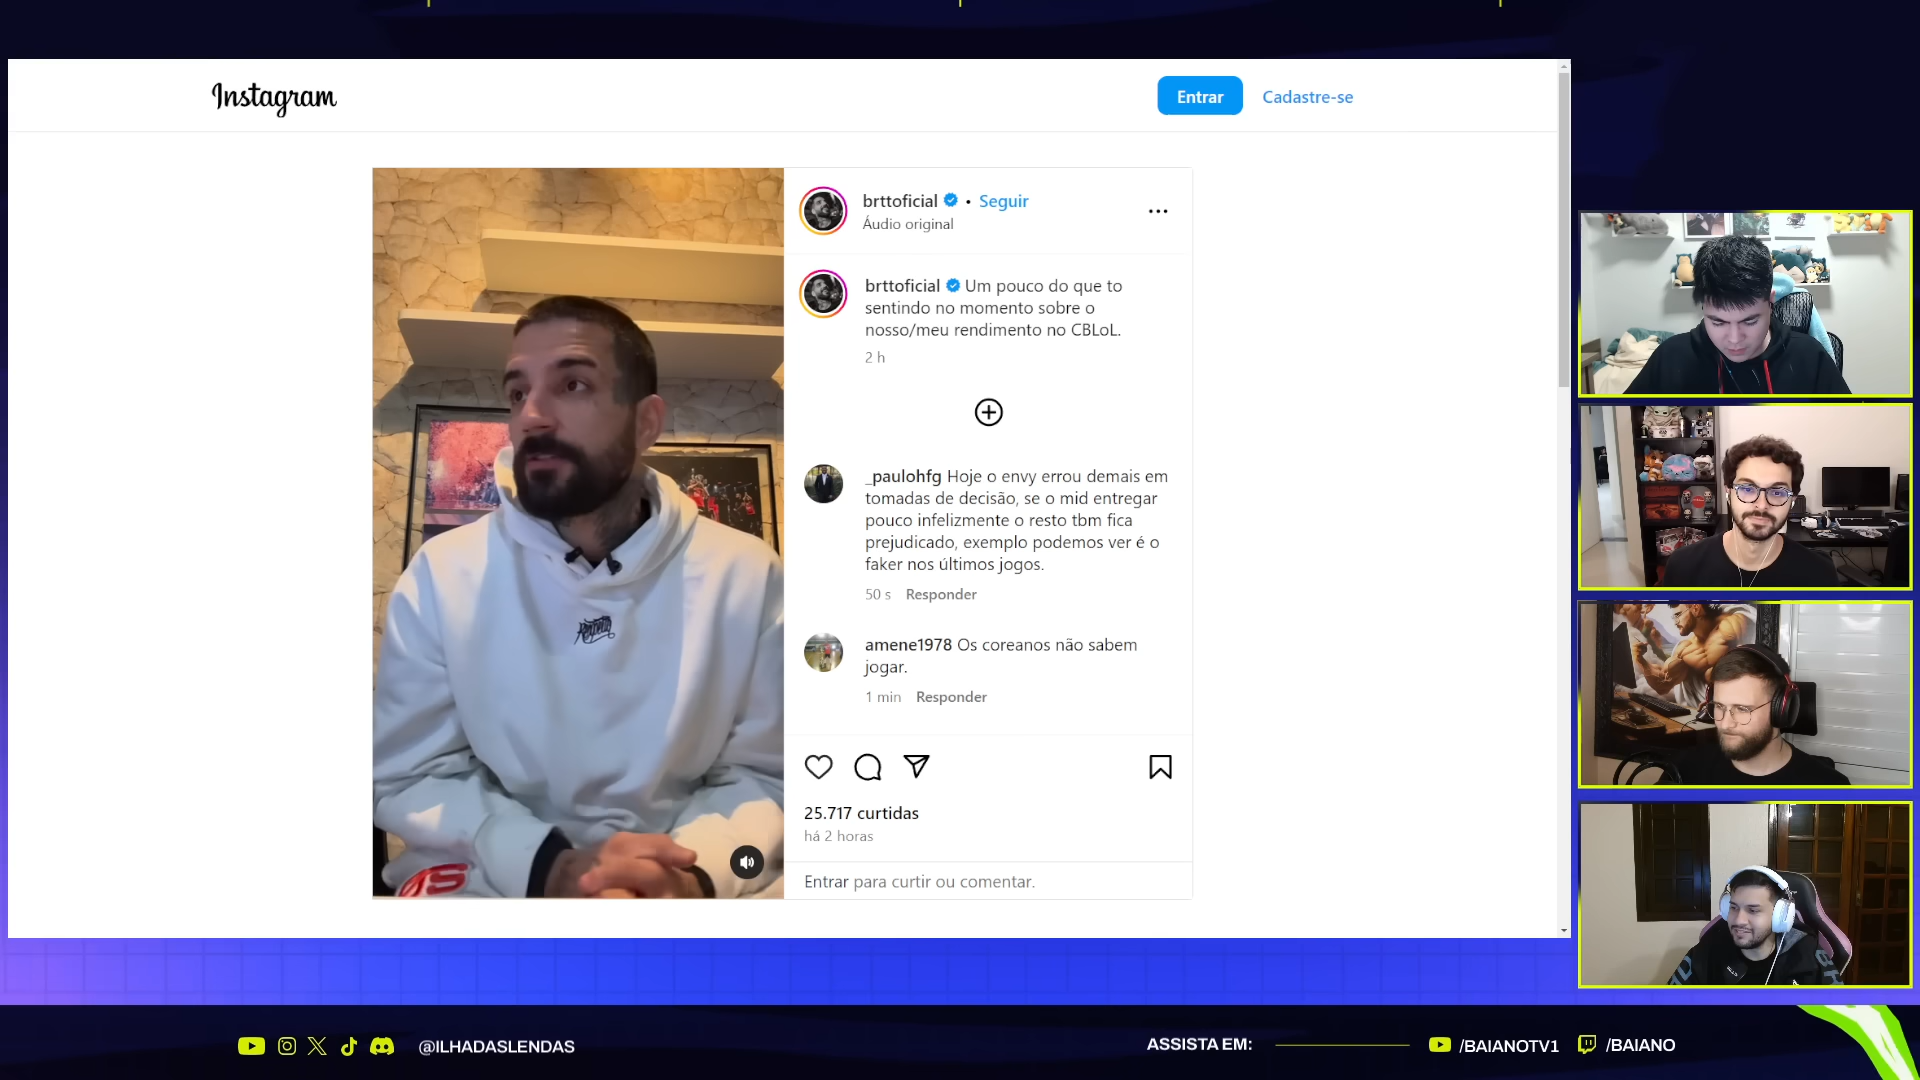 Instagram
Entrar
Cadastre-se
brttoficial • Seguir
Áudio original
brttoficial Um pouco do que to
sentindo no momento sobre o
nosso/meu rendimento no CBLoL.
2 h
_paulohfg Hoje o envy errou demais em
tomadas de decisão, se o mid entregar
pouco infelizmente o resto tbm fica
prejudicado, exemplo podemos ver é o
faker nos últimos jogos.
50 s Responder
amene1978 Os coreanos não sabem
jogar.
1 min Responder
25.717 curtidas
há 2 horas
Entrar para curtir ou comentar.
@ILHADASLENDAS
ASSISTA EM:
/BAIANOTV1
/BAIANO